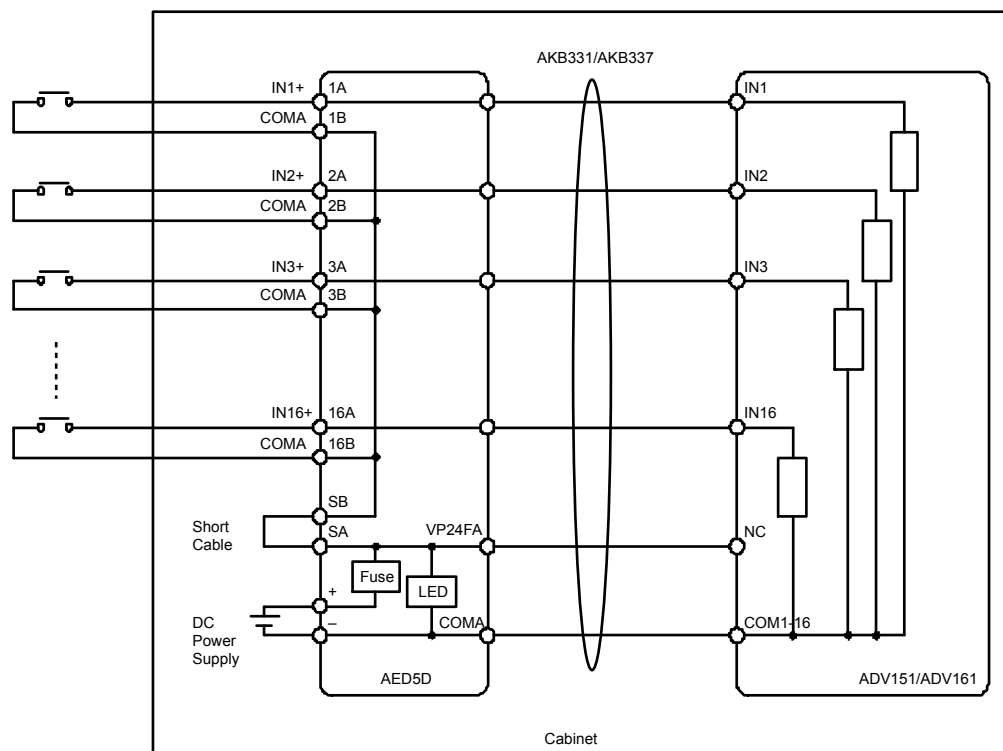 AKB331/AKB337
IN1+ 1A IN1
COMA 1B
IN2+ 2A IN2
COMA 2B
IN3+ 3A IN3
COMA 3B
IN16+ 16A IN16
COMA 16B
SB
Short
Cable
SA VP24FA NC
Fuse
LED
+
–
DC
Power
Supply
COMA COM1-16
AED5D ADV151/ADV161
Cabinet